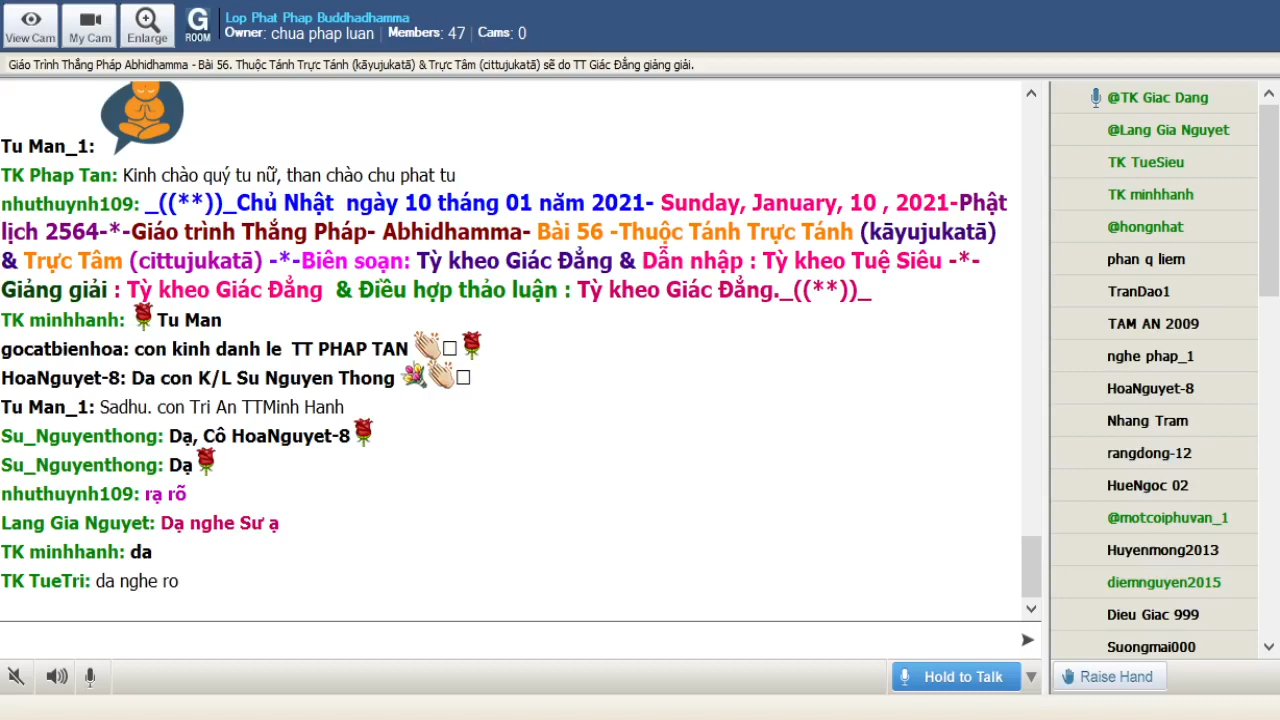 Lop Phat Phap Buddhadhamma
Owner: chua pháp luan | Members: 47 | Cams: 0
View Cam
My Cam
Enlarge
G ROOM
Giáo Trình Thắng Pháp Abhidhamma - Bài 56. Thuộc Tánh Trực Tánh (kāyujukatā) & Trực Tâm (cittujukatā) sẽ do TT Giác Đẳng giảng giải.
Tu Man_1:
TK Phap Tan: Kinh chào quý tu nữ, than chào chu phat tu
nhuthuynh109: _((**))_Chủ Nhật ngày 10 tháng 01 năm 2021- Sunday, January, 10 , 2021-Phật
lịch 2564-*-Giáo trình Thắng Pháp- Abhidhamma- Bài 56 -Thuộc Tánh Trực Tánh (kāyujukatā)
& Trực Tâm (cittujukatā) -*-Biên soạn: Tỳ kheo Giác Đẳng & Dẫn nhập : Tỳ kheo Tuệ Siêu -*-
Giảng giải : Tỳ kheo Giác Đẳng & Điều hợp thảo luận : Tỳ kheo Giác Đẳng._((**))_
TK minhhanh: Tu Man
gocatbienhoa: con kinh danh le TT PHAP TAN
HoaNguyet-8: Da con K/L Su Nguyen Thong
Tu Man_1: Sadhu. con Tri An TTMinh Hanh
Su_Nguyenthong: Dạ, Cô HoaNguyet-8
Su_Nguyenthong: Dạ
nhuthuynh109: rạ rõ
Lang Gia Nguyet: Dạ nghe Sư ạ
TK minhhanh: da
TK TueTri: da nghe ro
@TK Giac Dang
@Lang Gia Nguyet
TK TueSieu
TK minhhanh
@hongnhat
phan q liem
TranDao1
TAM AN 2009
nghe phap_1
HoaNguyet-8
Nhang Tram
rangdong-12
HueNgoc 02
@motcoiphuvan_1
Huyenmong2013
diemnguyen2015
Dieu Giac 999
Suongmai000
Hold to Talk
Raise Hand